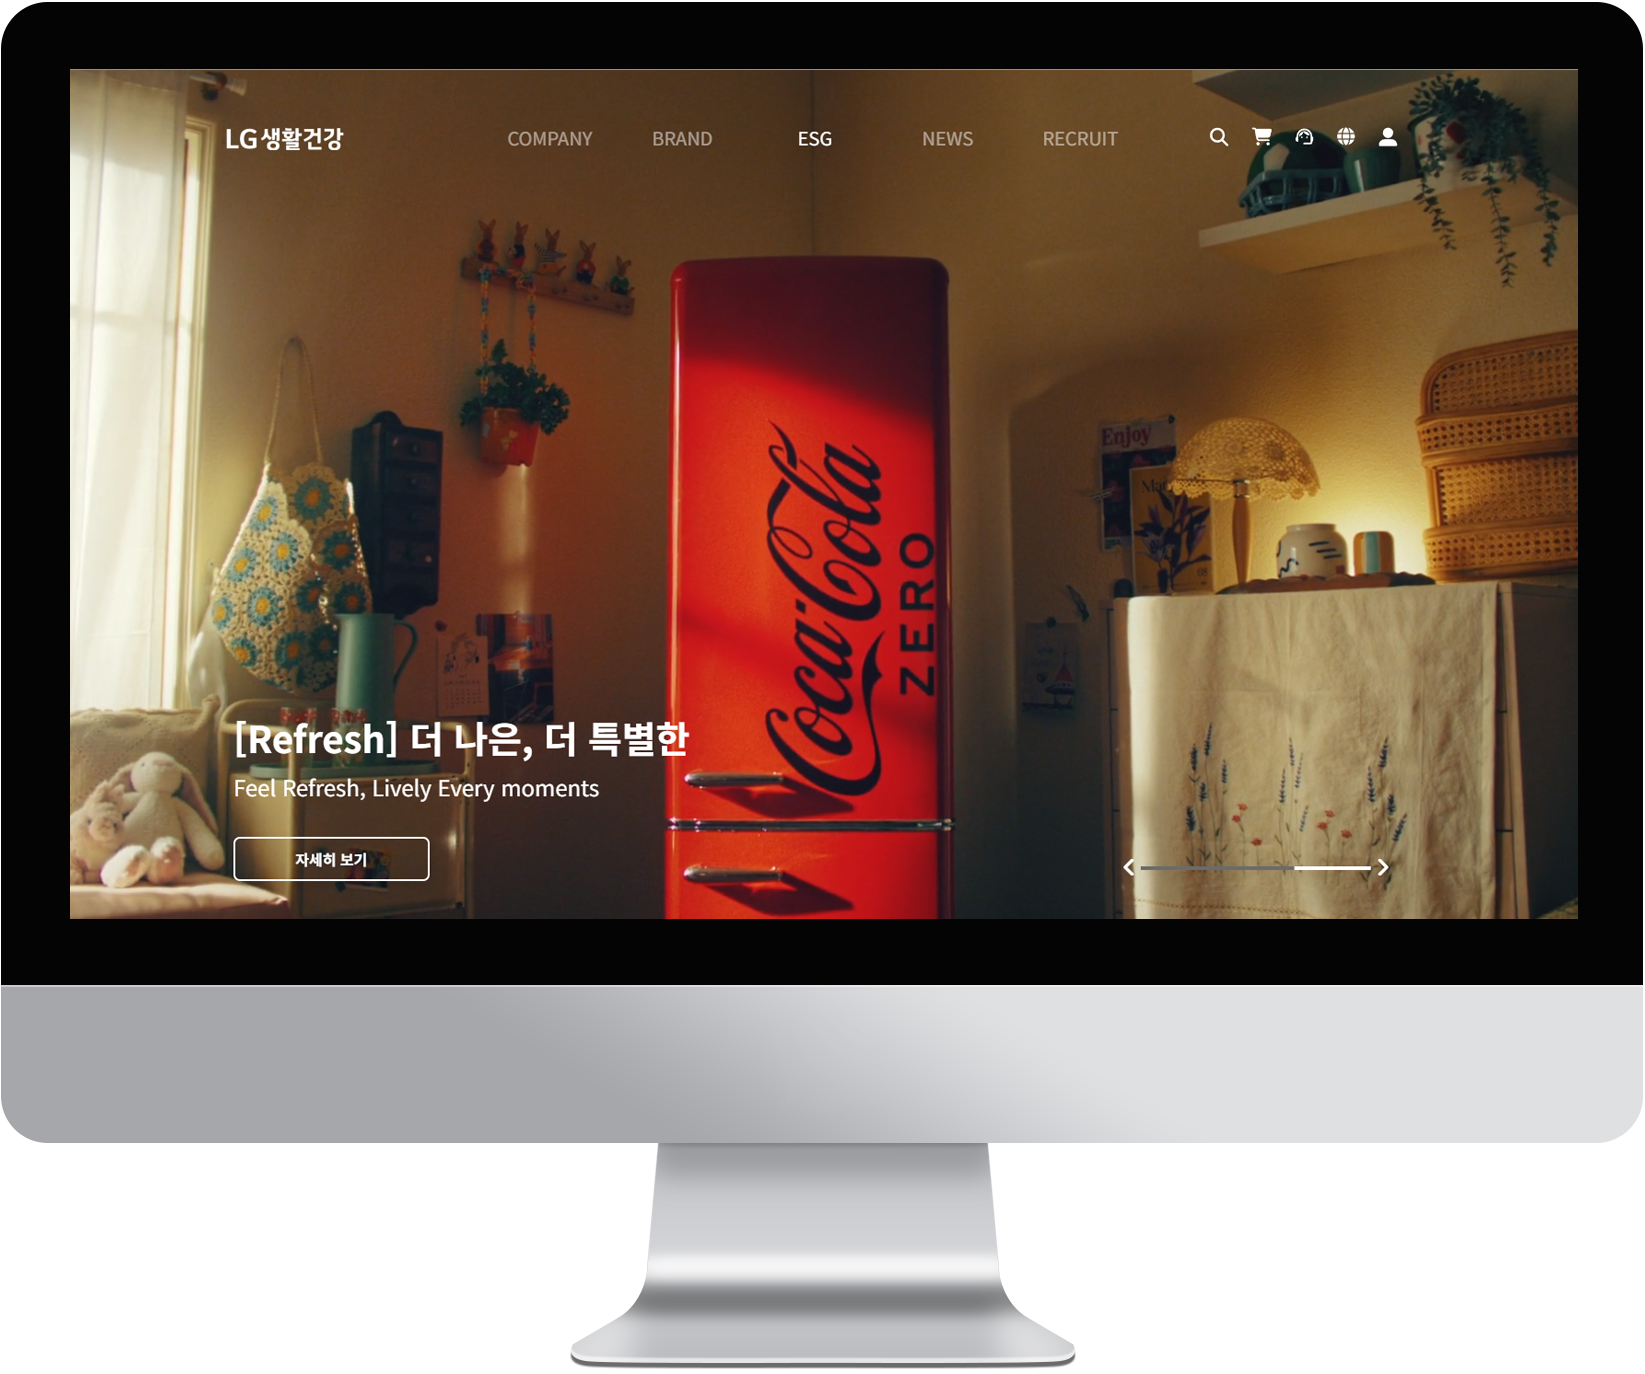 LG생활건강
COMPANY
BRAND
ESG
NEWS
RECRUIT
Enjoy
Coca-Cola
ZERO
[Refresh] 더 나은, 더 특별한
Feel Refresh, Lively Every moments
자세히 보기